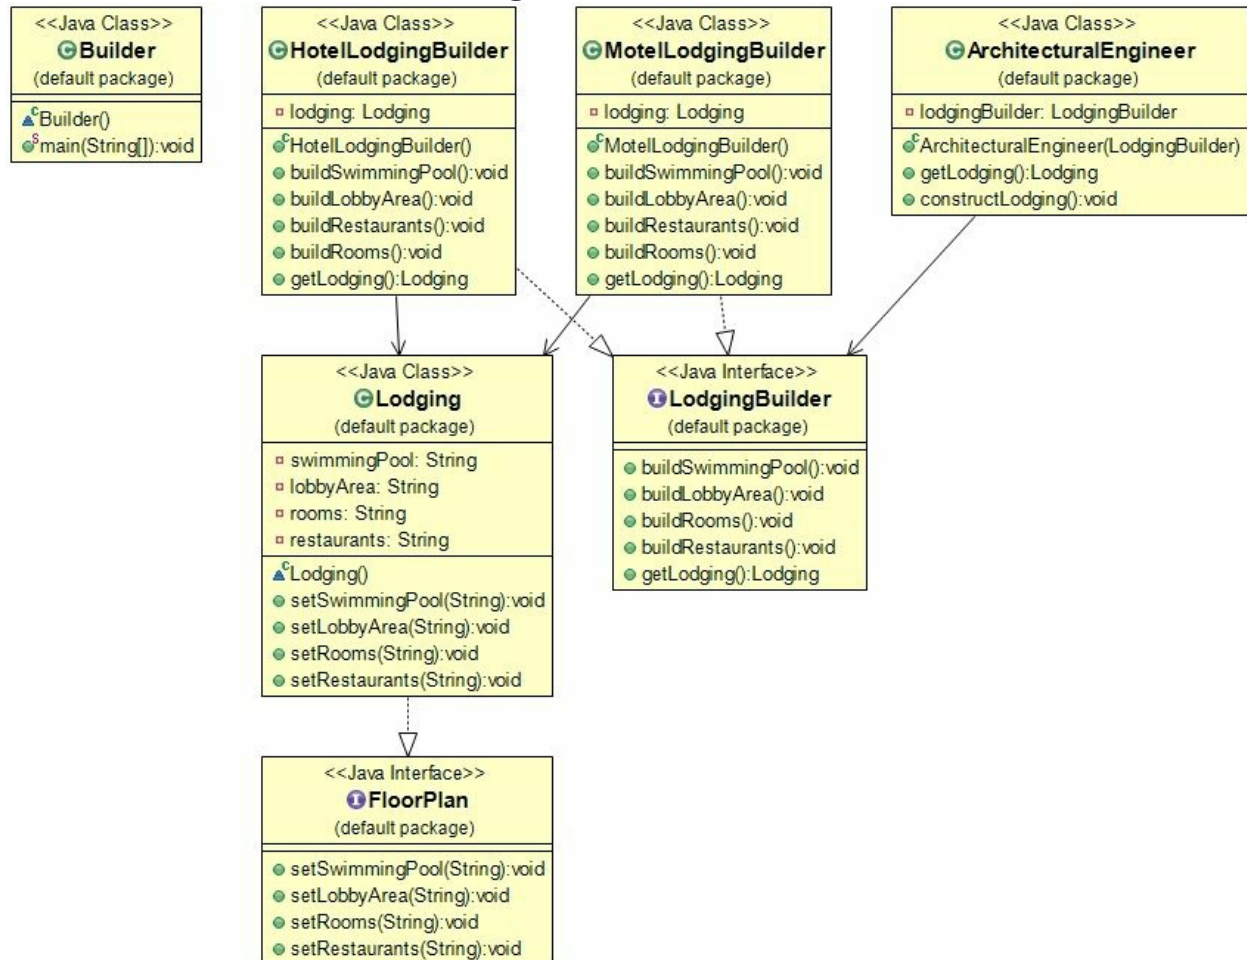 <<Java Class>>
Builder
(default package)
Builder()
main(String[]):void
<<Java Class>>
HotelLodgingBuilder
(default package)
lodging: Lodging
HotelLodgingBuilder()
buildSwimmingPool():void
buildLobbyArea():void
buildRestaurants():void
buildRooms():void
getLodging():Lodging
<<Java Class>>
MotelLodgingBuilder
(default package)
lodging: Lodging
MotelLodgingBuilder()
buildSwimmingPool():void
buildLobbyArea():void
buildRestaurants():void
buildRooms():void
getLodging():Lodging
<<Java Class>>
ArchitecturalEngineer
(default package)
lodgingBuilder: LodgingBuilder
ArchitecturalEngineer(LodgingBuilder)
getLodging():Lodging
constructLodging():void
<<Java Class>>
Lodging
(default package)
swimmingPool: String
lobbyArea: String
rooms: String
restaurants: String
Lodging()
setSwimmingPool(String):void
setLobbyArea(String):void
setRooms(String):void
setRestaurants(String):void
<<Java Interface>>
LodgingBuilder
(default package)
buildSwimmingPool():void
buildLobbyArea():void
buildRooms():void
buildRestaurants():void
getLodging():Lodging
<<Java Interface>>
FloorPlan
(default package)
setSwimmingPool(String):void
setLobbyArea(String):void
setRooms(String):void
setRestaurants(String):void